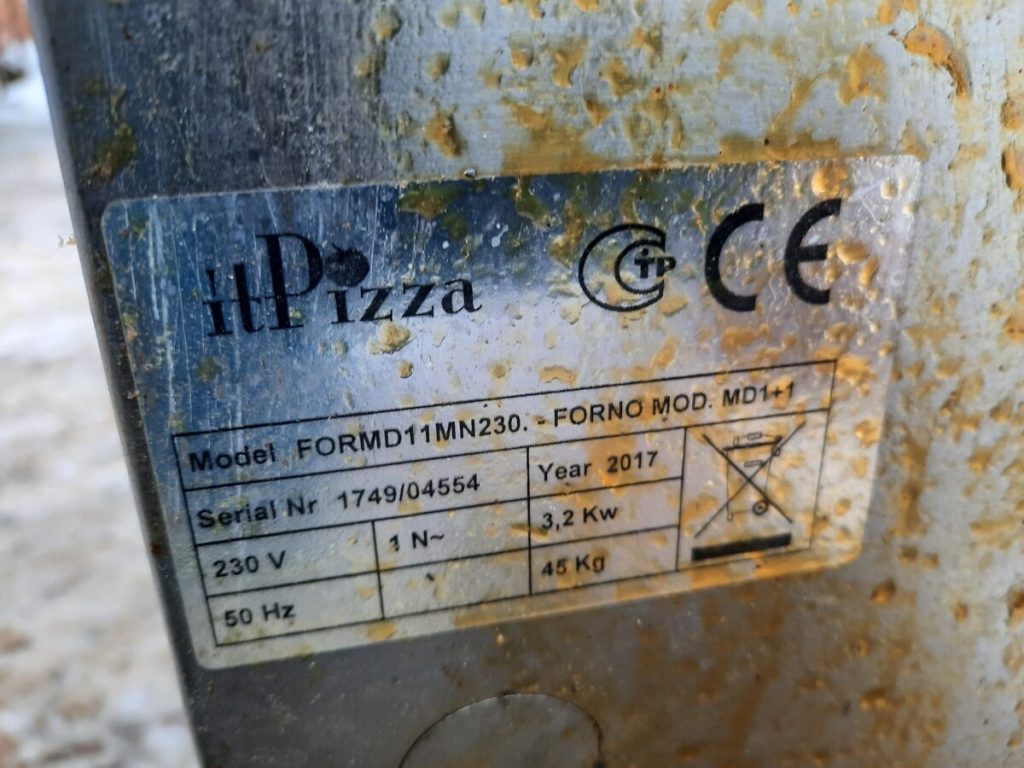 itPizza CTP CE
Model FORMD11MN230. - FORNO MOD. MD1+1
Serial Nr 1749/04554 Year 2017
230 V 1 N~ 3,2 Kw
50 Hz 45 Kg